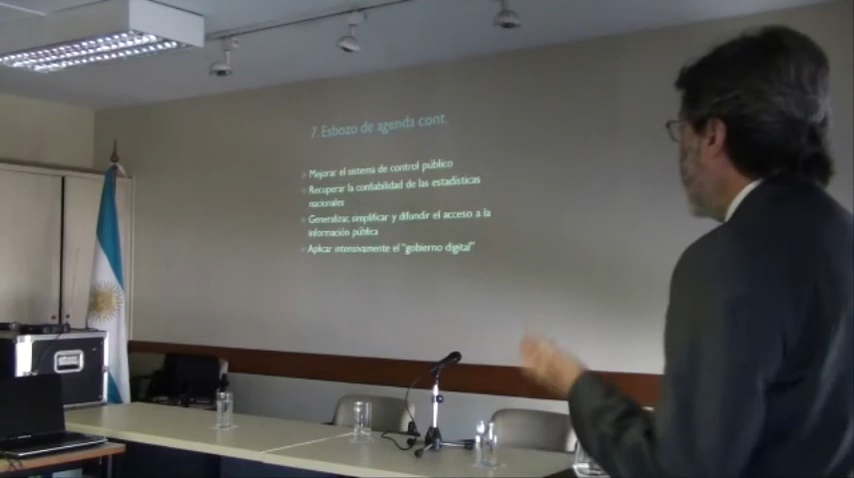 7. Esbozo de agenda cont.
Mejorar el sistema de control público
Recuperar la confiabilidad de las estadísticas
nacionales
Generalizar, simplificar y difundir el acceso a la
información pública
Aplicar intensivamente el "gobierno digital"